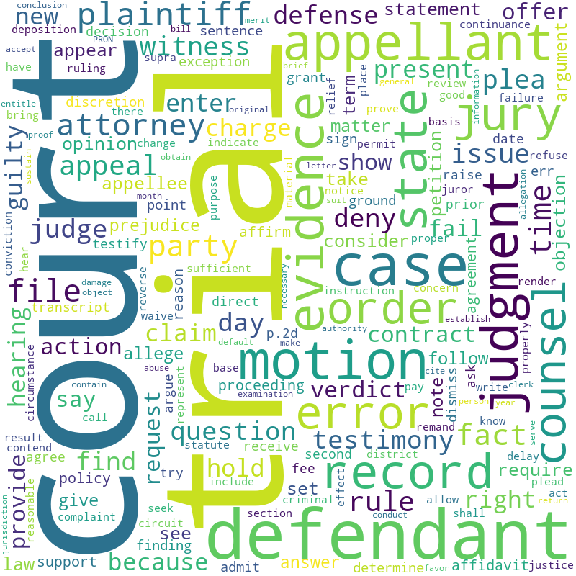 new
plaintiff
deposition
bill
defense
statement
continuance
merit
accept
decision
sentence
offer
have
appear
supra
witness
exception
appellant
ruling
discretion
there
grant
present
plea
argument
entitle
bring
enter
relief
term
place
review
good
information
failure
proof
attorney
charge
matter
general
prove
basis
guilty
opinion
change
indicate
sign
permit
jury
obtain
original
letter
state
date
refuse
appeal
purpose
evidence
show
issue
raise
err
month
appellee
material
notice
suit
petition
juror
allegation
conviction
hear
judge
point
prejudice
affirm
ground
deny
prior
proper
objection
testify
party
consider
fail
time
court
trial
file
reverse
sufficient
case
agreement
render
transcript
damage
object
reason
direct
instruction
concern
establish
hearing
action
waive
claim
day
p.2d
order
judgment
property
counsel
circumstance
allege
argue
represent
necessary
authority
contract
follow
default
make
motion
cite
clerk
say
contain
call
request
abuse
base
proceeding
verdict
pay
note
ask
write
person
year
result
contend
question
examination
error
remand
dismiss
know
serve
provide
agree
find
statute
receive
testimony
fact
delay
reasonable
try
hold
fee
second
district
record
require
plead
policy
include
set
criminal
effect
allow
rule
right
act
jurisdiction
law
give
seek
see
circuit
section
conduct
shall
favor
return
complaint
finding
defendant
support
because
admit
answer
determine
affidavit
justice